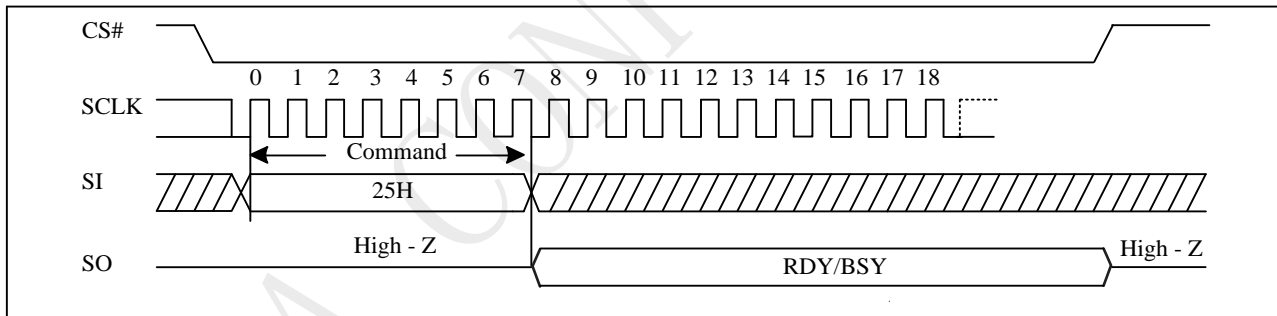 CS#
0 1 2 3 4 5 6 7 8 9 10 11 12 13 14 15 16 17 18
SCLK
Command
SI
25H
High - Z
High - Z
SO
RDY/BSY